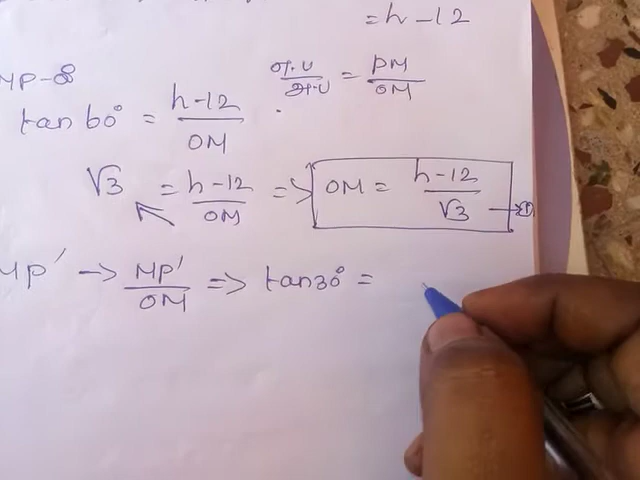 = h - 12
MP-ல்
எ.ப / அ.ப = PM / OM
tan 60° = h-12 / OM
√3 = h-12 / OM => OM = h-12 / √3 → ①
MP' → MP' / OM => tan 30° =